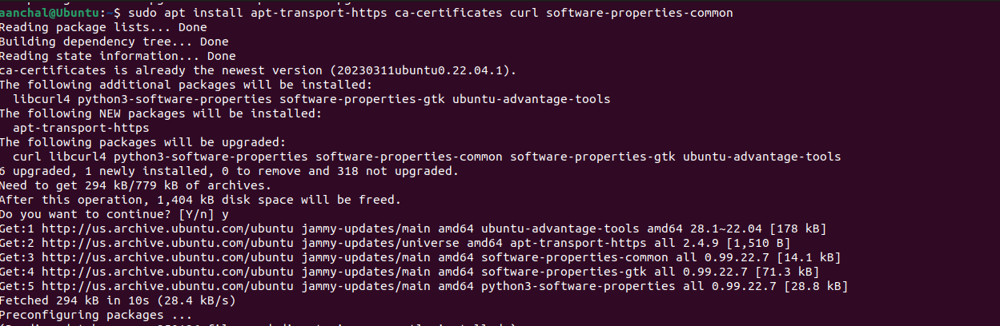 aanchal@Ubuntu:~$ sudo apt install apt-transport-https ca-certificates curl software-properties-common
Reading package lists... Done
Building dependency tree... Done
Reading state information... Done
ca-certificates is already the newest version (20230311ubuntu0.22.04.1).
The following additional packages will be installed:
  libcurl4 python3-software-properties software-properties-gtk ubuntu-advantage-tools
The following NEW packages will be installed:
  apt-transport-https
The following packages will be upgraded:
  curl libcurl4 python3-software-properties software-properties-common software-properties-gtk ubuntu-advantage-tools
6 upgraded, 1 newly installed, 0 to remove and 318 not upgraded.
Need to get 294 kB/779 kB of archives.
After this operation, 1,404 kB disk space will be freed.
Do you want to continue? [Y/n] y
Get:1 http://us.archive.ubuntu.com/ubuntu jammy-updates/main amd64 ubuntu-advantage-tools amd64 28.1~22.04 [178 kB]
Get:2 http://us.archive.ubuntu.com/ubuntu jammy-updates/universe amd64 apt-transport-https all 2.4.9 [1,510 B]
Get:3 http://us.archive.ubuntu.com/ubuntu jammy-updates/main amd64 software-properties-common all 0.99.22.7 [14.1 kB]
Get:4 http://us.archive.ubuntu.com/ubuntu jammy-updates/main amd64 software-properties-gtk all 0.99.22.7 [71.3 kB]
Get:5 http://us.archive.ubuntu.com/ubuntu jammy-updates/main amd64 python3-software-properties all 0.99.22.7 [28.8 kB]
Fetched 294 kB in 10s (28.4 kB/s)
Preconfiguring packages ...